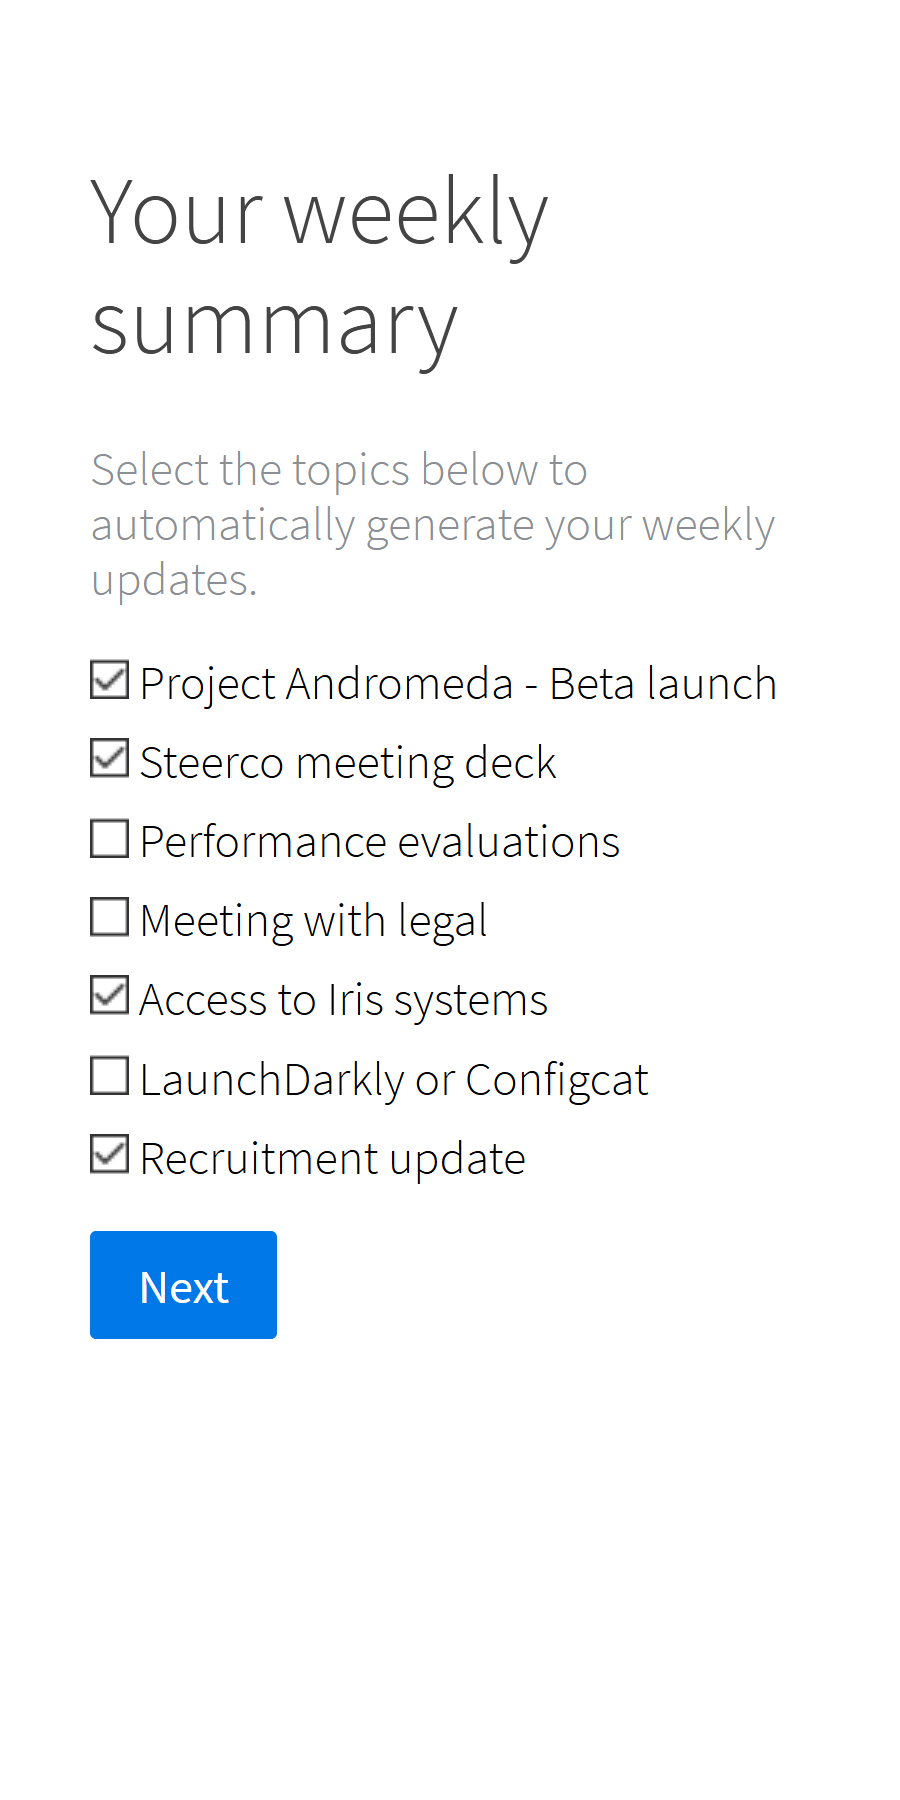 Your weekly
summary
Select the topics below to
automatically generate your weekly
updates.
Project Andromeda - Beta launch
Steerco meeting deck
Performance evaluations
Meeting with legal
Access to Iris systems
LaunchDarkly or Configcat
Recruitment update
Next